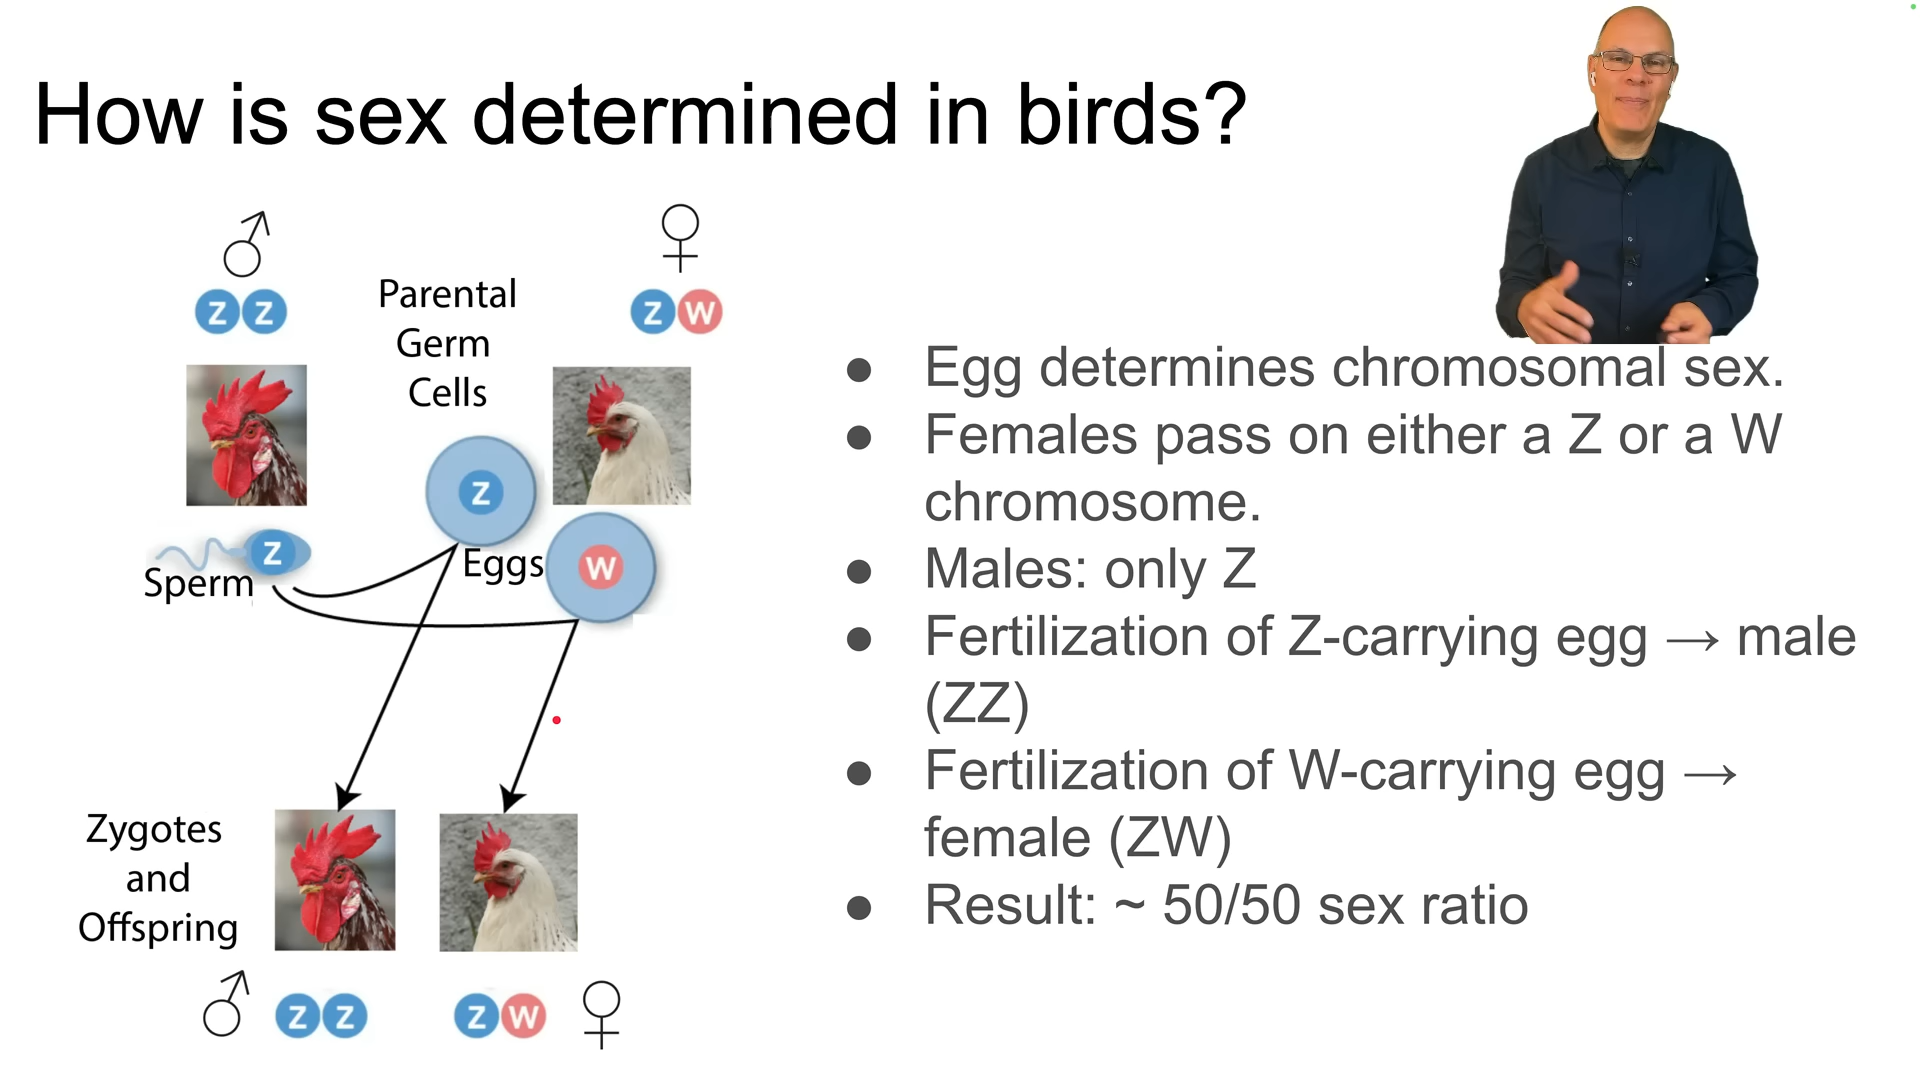 How is sex determined in birds?
♂
♀
Z Z
Parental
Germ
Cells
Z W
Z
Eggs
W
Z
Sperm
Zygotes
and
Offspring
♂ Z Z
Z W ♀
● Egg determines chromosomal sex.
● Females pass on either a Z or a W
chromosome.
● Males: only Z
● Fertilization of Z-carrying egg → male
(ZZ)
● Fertilization of W-carrying egg →
female (ZW)
● Result: ~ 50/50 sex ratio